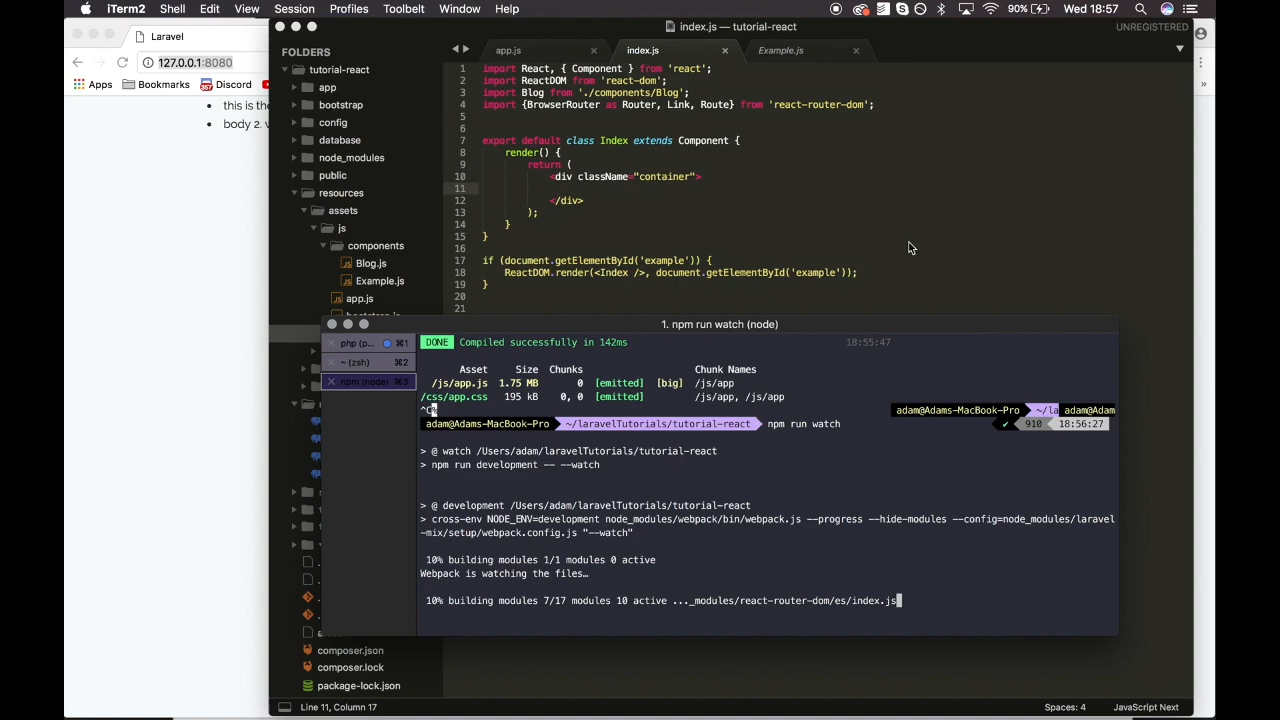 iTerm2 Shell Edit View Session Profiles Toolbelt Window Help 90% Wed 18:57
Laravel
127.0.0.1:8080
Apps Bookmarks Discord
this is the
body 2.
index.js — tutorial-react
UNREGISTERED
FOLDERS
tutorial-react
app
bootstrap
config
database
node_modules
public
resources
assets
js
components
Blog.js
Example.js
app.js
composer.json
composer.lock
package-lock.json
app.js index.js Example.js
1 import React, { Component } from 'react';
2 import ReactDOM from 'react-dom';
3 import Blog from './components/Blog';
4 import {BrowserRouter as Router, Link, Route} from 'react-router-dom';
5
6
7 export default class Index extends Component {
8 render() {
9 return (
10 <div className="container">
11
12 </div>
13 );
14 }
15 }
16
17 if (document.getElementById('example')) {
18 ReactDOM.render(<Index />, document.getElementById('example'));
19 }
20
21
1. npm run watch (node)
php (p... ⌘1
~ (zsh) ⌘2
npm (node) ⌘3
DONE Compiled successfully in 142ms 18:55:47
Asset Size Chunks Chunk Names
/js/app.js 1.75 MB 0 [emitted] [big] /js/app
/css/app.css 195 kB 0, 0 [emitted] /js/app, /js/app
^C% adam@Adams-MacBook-Pro ~/la adam@Adam
adam@Adams-MacBook-Pro ~/laravelTutorials/tutorial-react npm run watch ✔ 910 18:56:27
> @ watch /Users/adam/laravelTutorials/tutorial-react
> npm run development -- --watch
> @ development /Users/adam/laravelTutorials/tutorial-react
> cross-env NODE_ENV=development node_modules/webpack/bin/webpack.js --progress --hide-modules --config=node_modules/laravel
-mix/setup/webpack.config.js "--watch"
10% building modules 1/1 modules 0 active
Webpack is watching the files…
10% building modules 7/17 modules 10 active ..._modules/react-router-dom/es/index.js
Line 11, Column 17 Spaces: 4 JavaScript Next